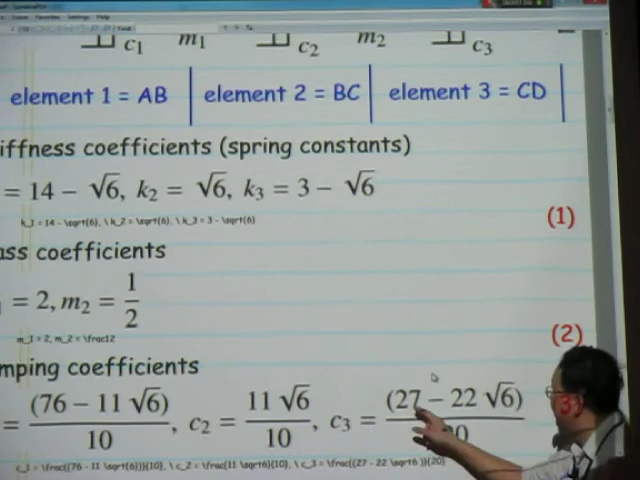 c₁ m₁ c₂ m₂ c₃
element 1 = AB element 2 = BC element 3 = CD
iffness coefficients (spring constants)
= 14 − √6, k₂ = √6, k₃ = 3 − √6
k_1 = 14 - \sqrt{6}, \ k_2 = \sqrt{6}, \ k_3 = 3 - \sqrt{6}
(1)
ass coefficients
= 2, m₂ = 1/2
m_1 = 2, m_2 = \frac12
(2)
mping coefficients
= (76 − 11 √6)/10, c₂ = 11 √6/10, c₃ = (27 − 22 √6)/20
3)
c_1 = \frac{(76 - 11 \sqrt{6})}{10}, \ c_2 = \frac{11 \sqrt6}{10}, \ c_3 = \frac{(27 - 22 \sqrt6 )}{20}